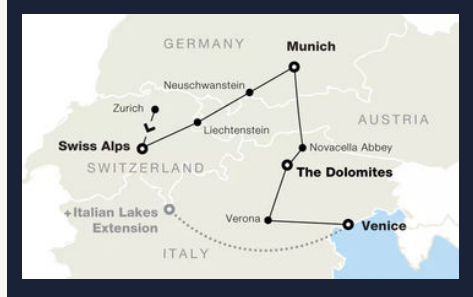 GERMANY
Munich
Neuschwanstein
Zurich
Liechtenstein
AUSTRIA
Swiss Alps
Novacella Abbey
SWITZERLAND
The Dolomites
+Italian Lakes
Extension
Verona
Venice
ITALY